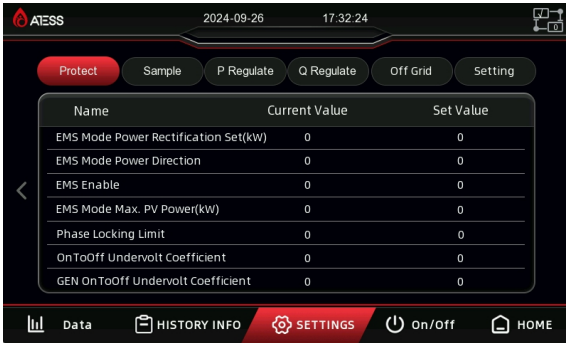 ATESS 2024-09-26 17:32:24
0
Protect Sample P Regulate Q Regulate Off Grid Setting
Name Current Value Set Value
EMS Mode Power Rectification Set(kW) 0 0
EMS Mode Power Direction 0 0
EMS Enable 0 0
EMS Mode Max. PV Power(kW) 0 0
Phase Locking Limit 0 0
OnToOff Undervolt Coefficient 0 0
GEN OnToOff Undervolt Coefficient 0 0
Data HISTORY INFO SETTINGS On/Off HOME